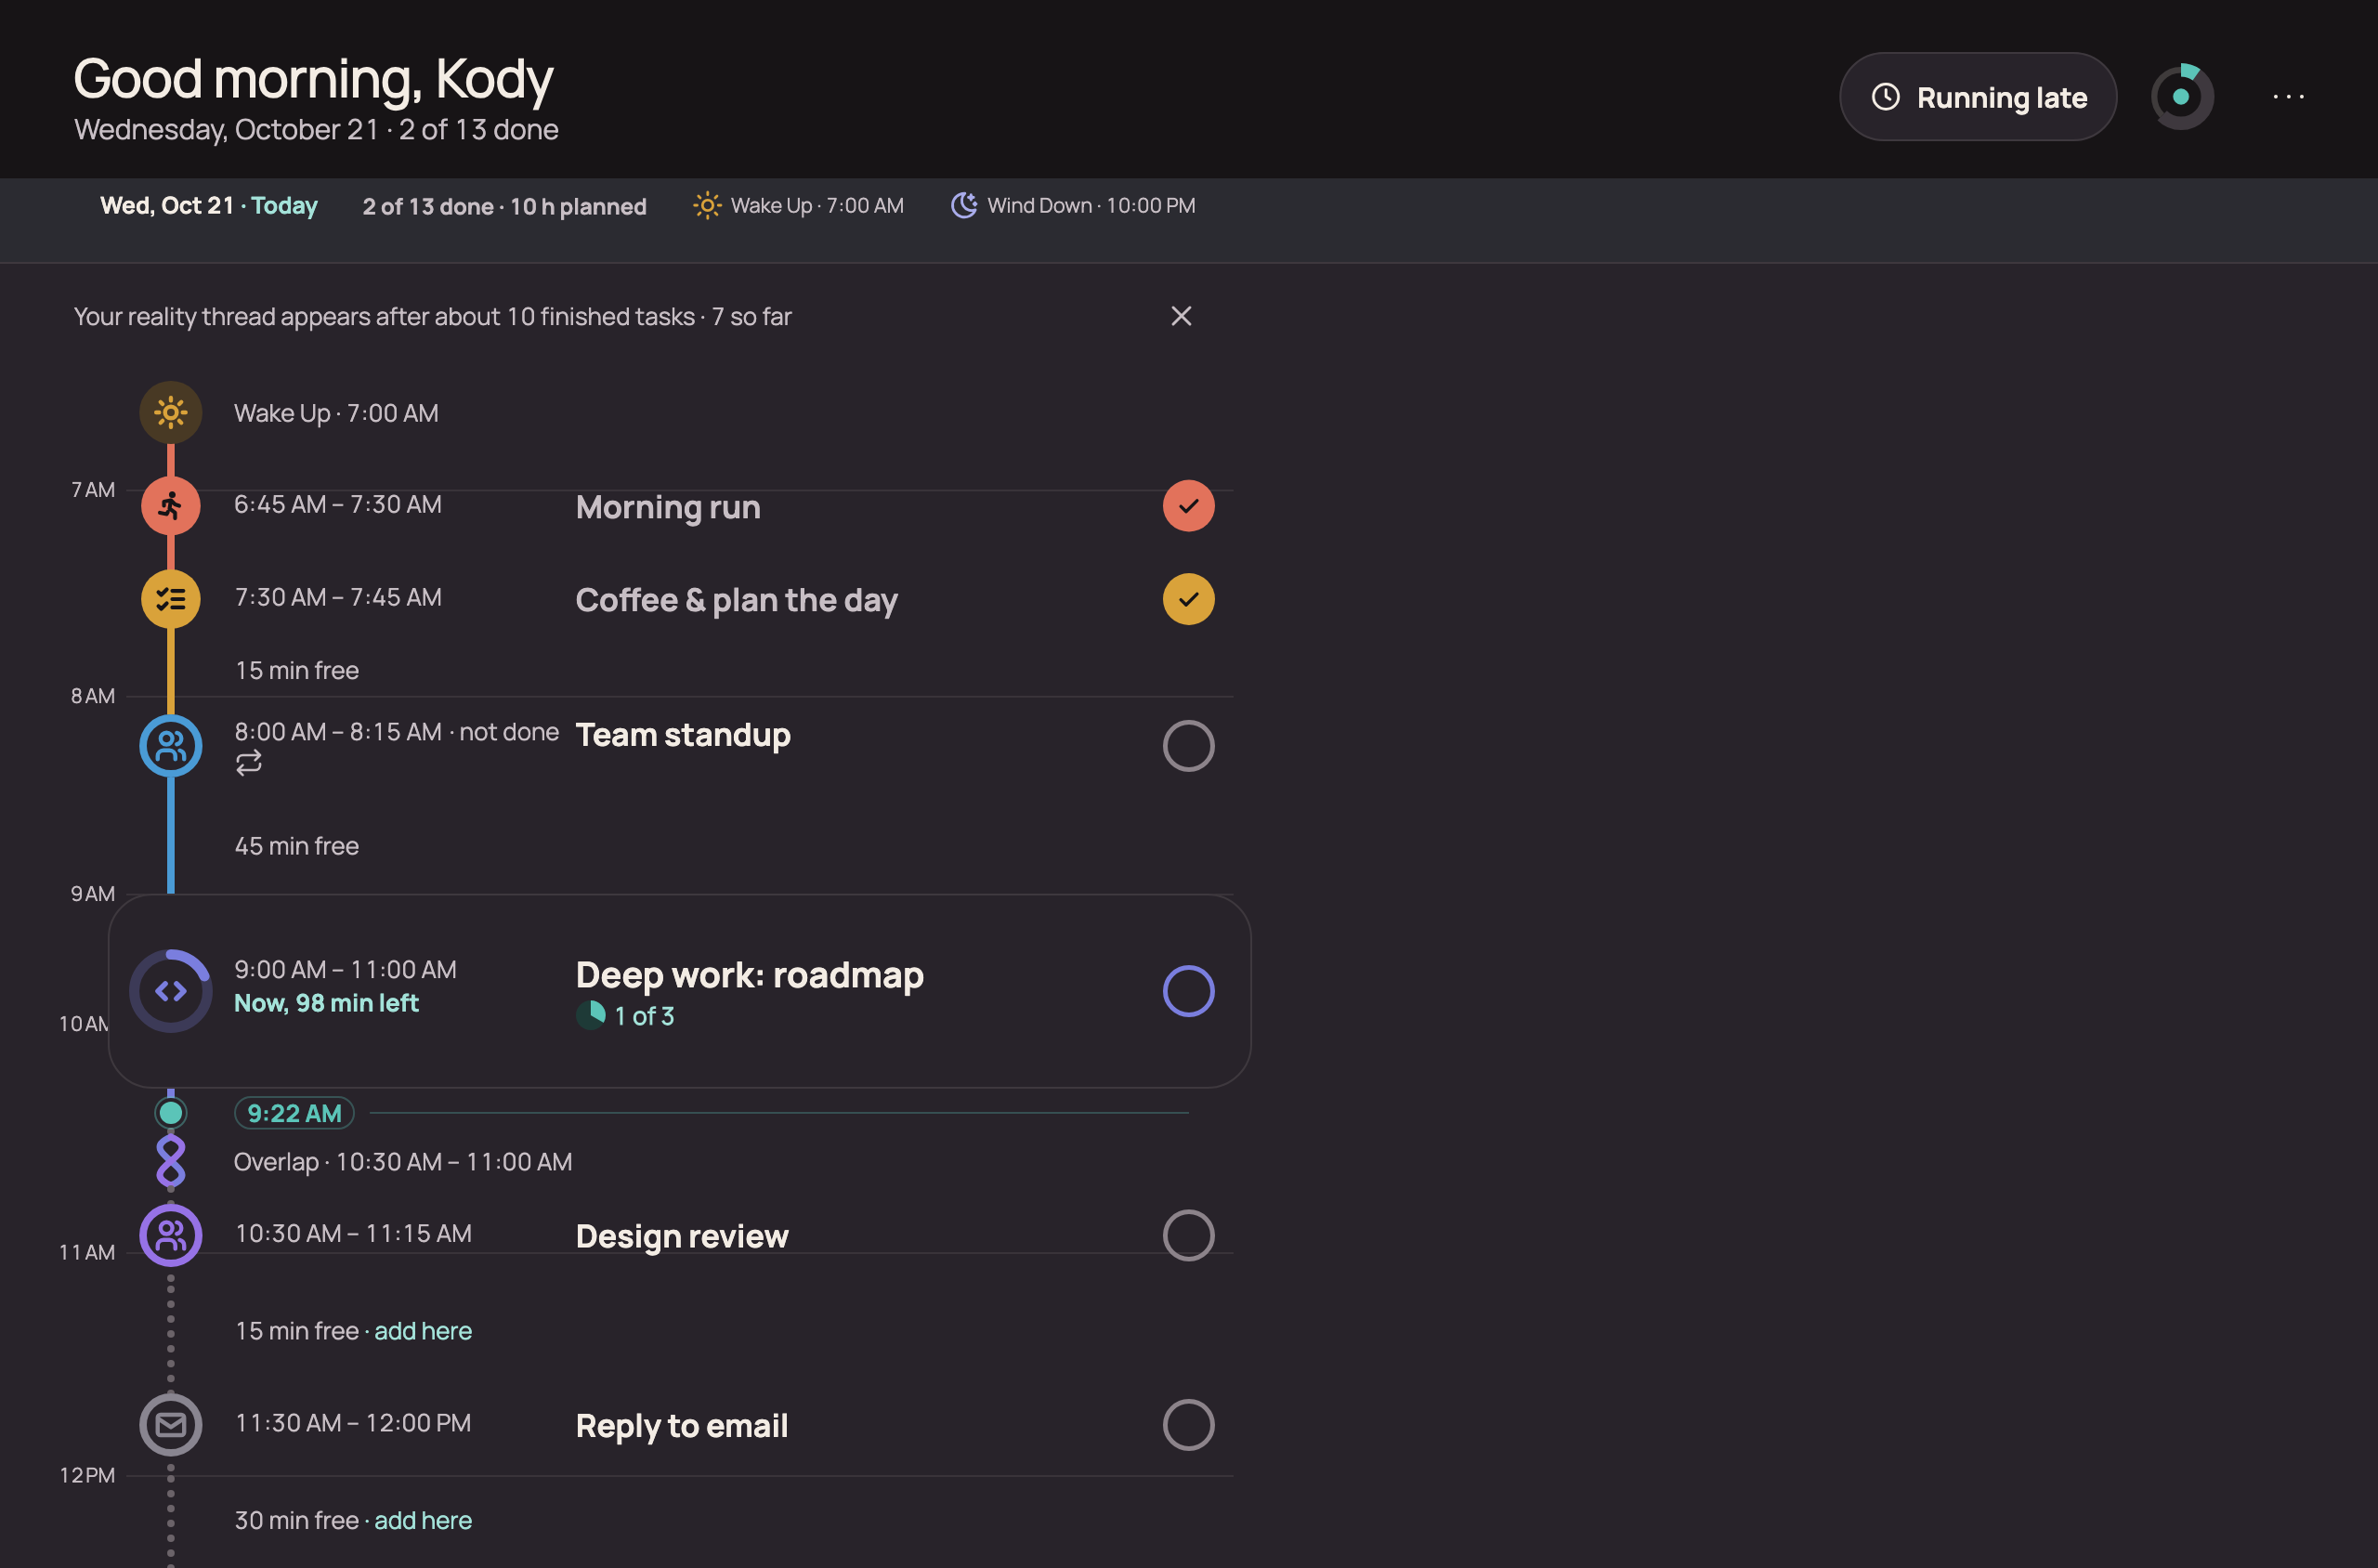 Good morning, Kody
Wednesday, October 21 · 2 of 13 done
Running late
Wed, Oct 21 · Today
2 of 13 done · 10 h planned
Wake Up · 7:00 AM
Wind Down · 10:00 PM
Your reality thread appears after about 10 finished tasks · 7 so far
Wake Up · 7:00 AM
7 AM
6:45 AM – 7:30 AM
Morning run
7:30 AM – 7:45 AM
Coffee & plan the day
15 min free
8 AM
8:00 AM – 8:15 AM · not done
Team standup
45 min free
9 AM
9:00 AM – 11:00 AM
Deep work: roadmap
Now, 98 min left
1 of 3
10 AM
9:22 AM
Overlap · 10:30 AM – 11:00 AM
10:30 AM – 11:15 AM
Design review
11 AM
15 min free · add here
11:30 AM – 12:00 PM
Reply to email
12 PM
30 min free · add here